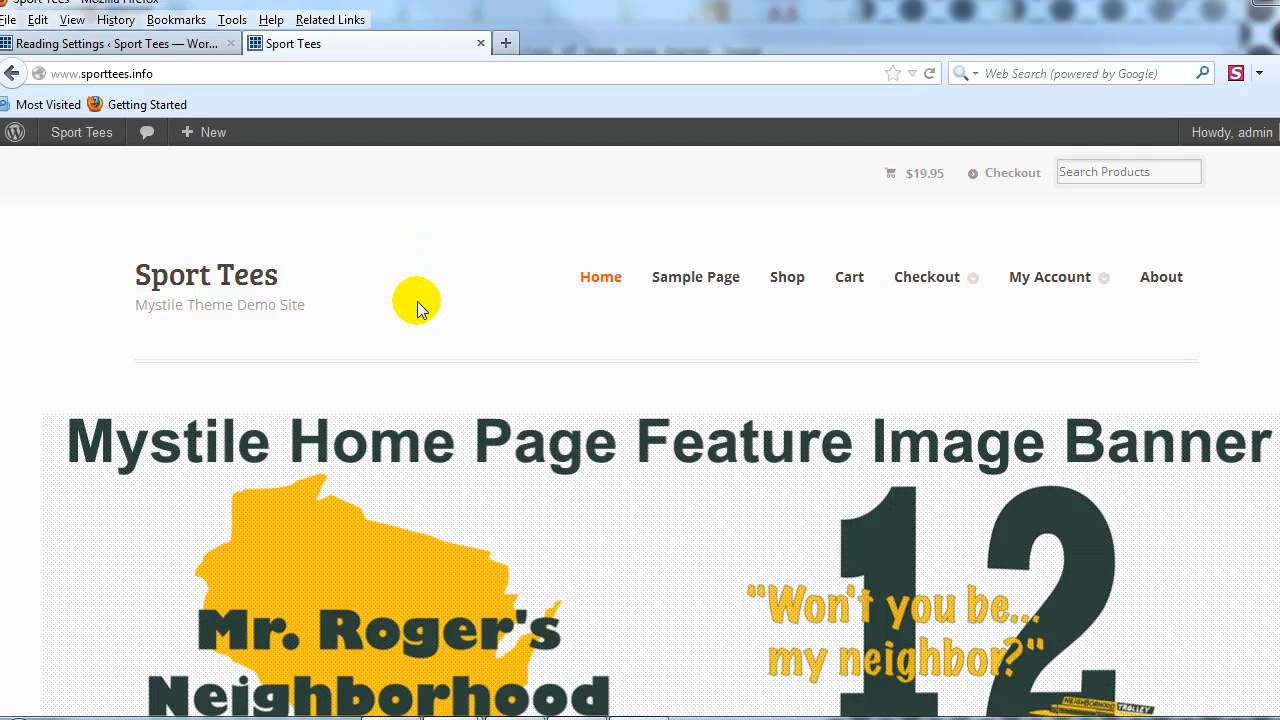 Sport Tees - Mozilla Firefox
File Edit View History Bookmarks Tools Help Related Links
Reading Settings ‹ Sport Tees — Wor...
Sport Tees
www.sporttees.info
Web Search (powered by Google)
Most Visited Getting Started
Sport Tees New Howdy, admin
$19.95 Checkout Search Products
Sport Tees
Mystile Theme Demo Site
Home Sample Page Shop Cart Checkout My Account About
Mystile Home Page Feature Image Banner
Mr. Roger's
Neighborhood
12
"Won't you be...
my neighbor?"
NEIGHBORHOOD TROLLEY